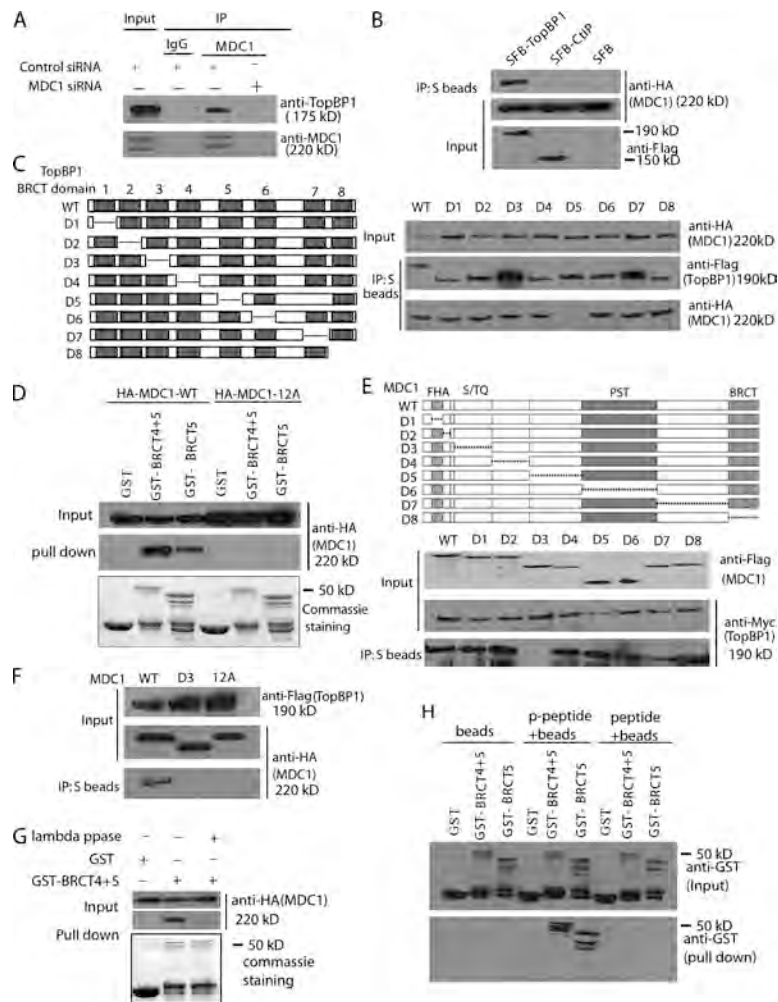 A
Input
IP
IgG
MDC1
Control siRNA + + + –
MDC1 siRNA – – – +
anti-TopBP1
(175 kD)
anti-MDC1
(220 kD)
B
SFB-TopBP1
SFB-CtIP
SFB
IP: S beads
anti-HA
(MDC1) (220 kD)
Input
– 190 kD
anti-Flag
– 150 kD
C
TopBP1
BRCT domain 1 2 3 4 5 6 7 8
WT
D1
D2
D3
D4
D5
D6
D7
D8
WT D1 D2 D3 D4 D5 D6 D7 D8
Input
anti-HA
(MDC1) 220kD
IP: S
beads
anti-Flag
(TopBP1) 190kD
anti-HA
(MDC1) 220kD
D
HA-MDC1-WT HA-MDC1-12A
GST
GST-BRCT4+5
GST-BRCT5
GST
GST-BRCT4+5
GST-BRCT5
Input
pull down
anti-HA
(MDC1)
220 kD
– 50 kD
Commassie
staining
E
MDC1
FHA S/TQ PST BRCT
WT
D1
D2
D3
D4
D5
D6
D7
D8
WT D1 D2 D3 D4 D5 D6 D7 D8
Input
anti-Flag
(MDC1)
anti-Myc
(TopBP1)
190 kD
IP: S beads
F
MDC1 WT D3 12A
Input
anti-Flag(TopBP1)
190 kD
anti-HA
(MDC1)
220 kD
IP: S beads
G
lambda ppase – – +
GST + – –
GST-BRCT4+5 – + +
Input
anti-HA(MDC1)
220 kD
Pull down
– 50 kD
commassie
staining
H
beads
p-peptide
+beads
peptide
+beads
GST
GST-BRCT4+5
GST-BRCT5
GST
GST-BRCT4+5
GST-BRCT5
GST
GST-BRCT4+5
GST-BRCT5
– 50 kD
anti-GST
(Input)
– 50 kD
anti-GST
(pull down)